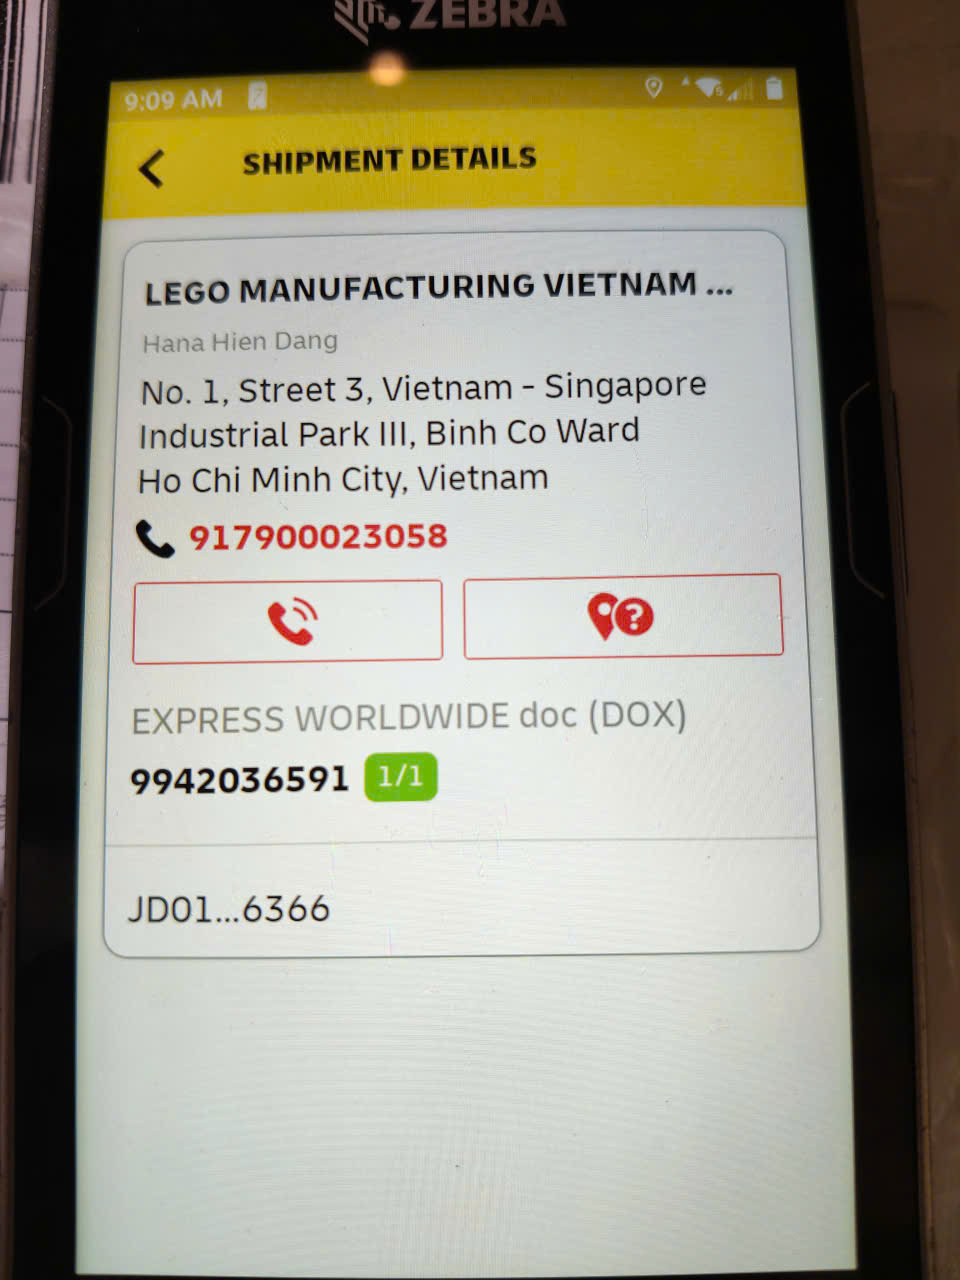 ZEBRA
9:09 AM
SHIPMENT DETAILS
LEGO MANUFACTURING VIETNAM ...
Hana Hien Dang
No. 1, Street 3, Vietnam - Singapore
Industrial Park III, Binh Co Ward
Ho Chi Minh City, Vietnam
917900023058
EXPRESS WORLDWIDE doc (DOX)
9942036591 1/1
JD01...6366